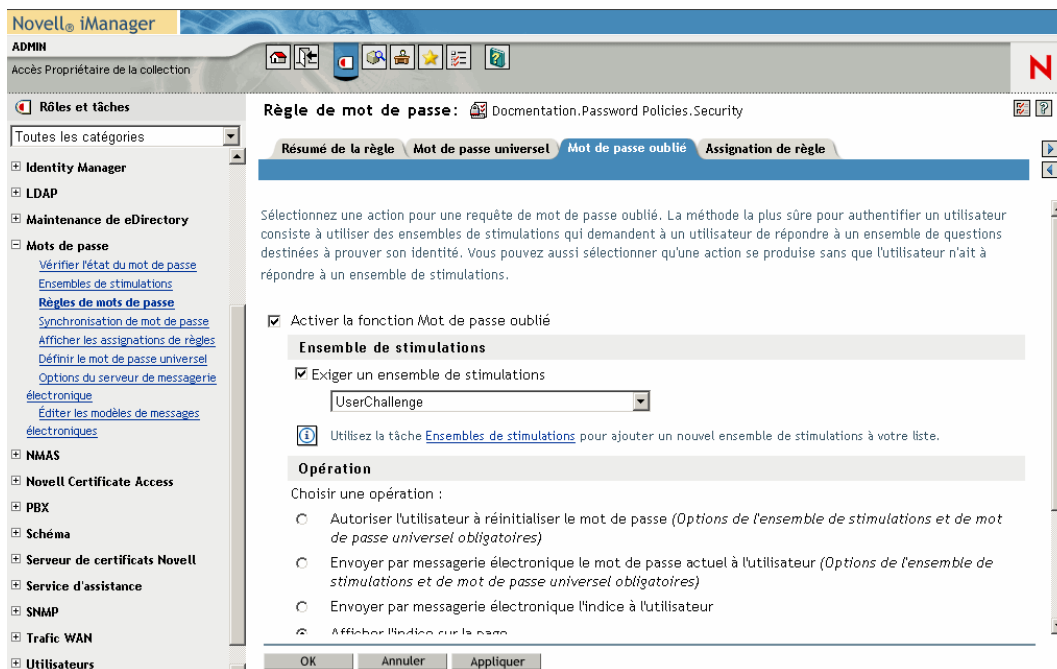 Novell® iManager
ADMIN
Accès Propriétaire de la collection
N
Rôles et tâches
Toutes les catégories
Identity Manager
LDAP
Maintenance de eDirectory
Mots de passe
Vérifier l'état du mot de passe
Ensembles de stimulations
Règles de mots de passe
Synchronisation de mot de passe
Afficher les assignations de règles
Définir le mot de passe universel
Options du serveur de messagerie
électronique
Éditer les modèles de messages
électroniques
NMAS
Novell Certificate Access
PBX
Schéma
Serveur de certificats Novell
Service d'assistance
SNMP
Trafic WAN
Utilisateurs
Règle de mot de passe: Docmentation.Password Policies.Security
Résumé de la règle Mot de passe universel Mot de passe oublié Assignation de règle
Sélectionnez une action pour une requête de mot de passe oublié. La méthode la plus sûre pour authentifier un utilisateur
consiste à utiliser des ensembles de stimulations qui demandent à un utilisateur de répondre à un ensemble de questions
destinées à prouver son identité. Vous pouvez aussi sélectionner qu'une action se produise sans que l'utilisateur n'ait à
répondre à un ensemble de stimulations.
Activer la fonction Mot de passe oublié
Ensemble de stimulations
Exiger un ensemble de stimulations
UserChallenge
Utilisez la tâche Ensembles de stimulations pour ajouter un nouvel ensemble de stimulations à votre liste.
Opération
Choisir une opération :
Autoriser l'utilisateur à réinitialiser le mot de passe (Options de l'ensemble de stimulations et de mot
de passe universel obligatoires)
Envoyer par messagerie électronique le mot de passe actuel à l'utilisateur (Options de l'ensemble de
stimulations et de mot de passe universel obligatoires)
Envoyer par messagerie électronique l'indice à l'utilisateur
Afficher l'indice sur la page
OK Annuler Appliquer